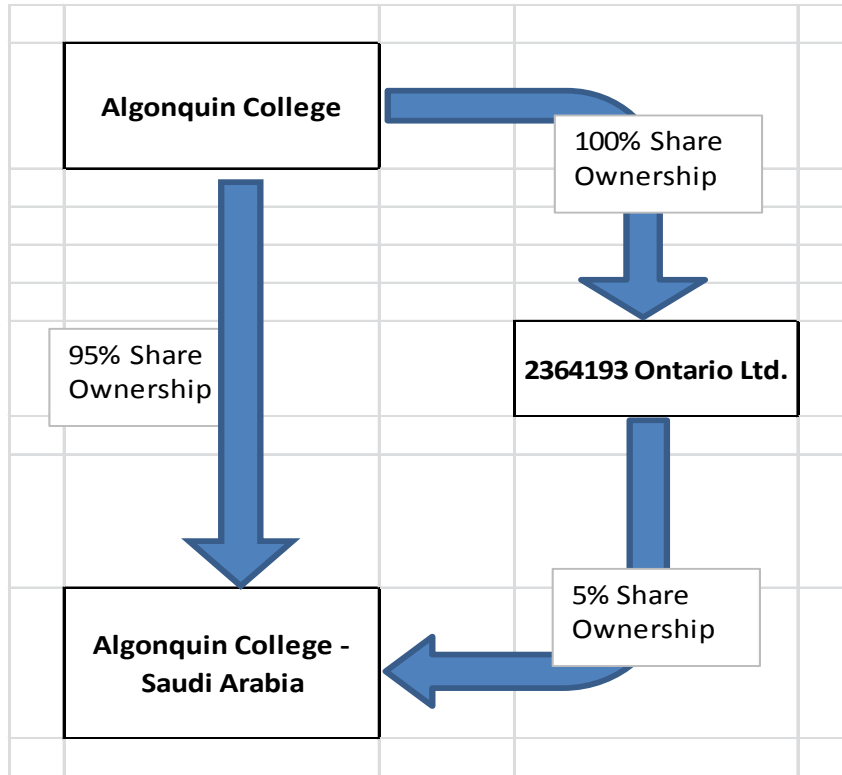 Algonquin College
100% Share
Ownership
95% Share
Ownership
2364193 Ontario Ltd.
5% Share
Ownership
Algonquin College -
Saudi Arabia